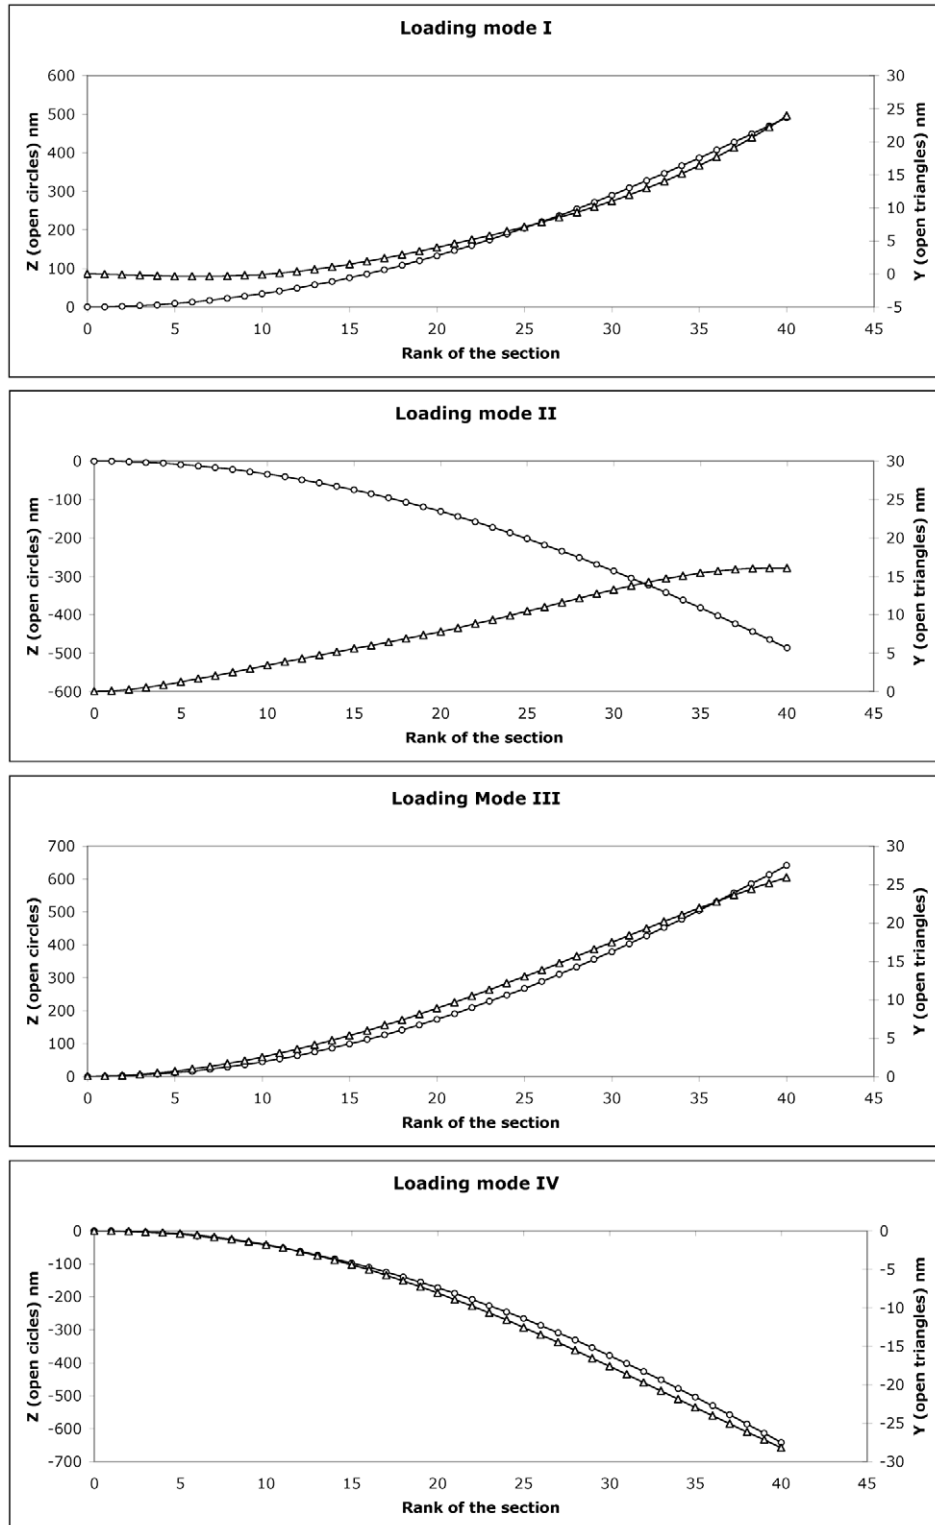 Loading mode I
Z (open circles) nm
Y (open triangles) nm
600
500
400
300
200
100
0
30
25
20
15
10
5
0
-5
0 5 10 15 20 25 30 35 40 45
Rank of the section
Loading mode II
Z (open circles) nm
Y (open triangles) nm
0
-100
-200
-300
-400
-500
-600
30
25
20
15
10
5
0
0 5 10 15 20 25 30 35 40 45
Rank of the section
Loading Mode III
Z (open circles)
Y (open triangles)
700
600
500
400
300
200
100
0
30
25
20
15
10
5
0
0 5 10 15 20 25 30 35 40 45
Rank of the section
Loading mode IV
Z (open cicles) nm
Y (open triangles) nm
0
-100
-200
-300
-400
-500
-600
-700
0
-5
-10
-15
-20
-25
-30
0 5 10 15 20 25 30 35 40 45
Rank of the section